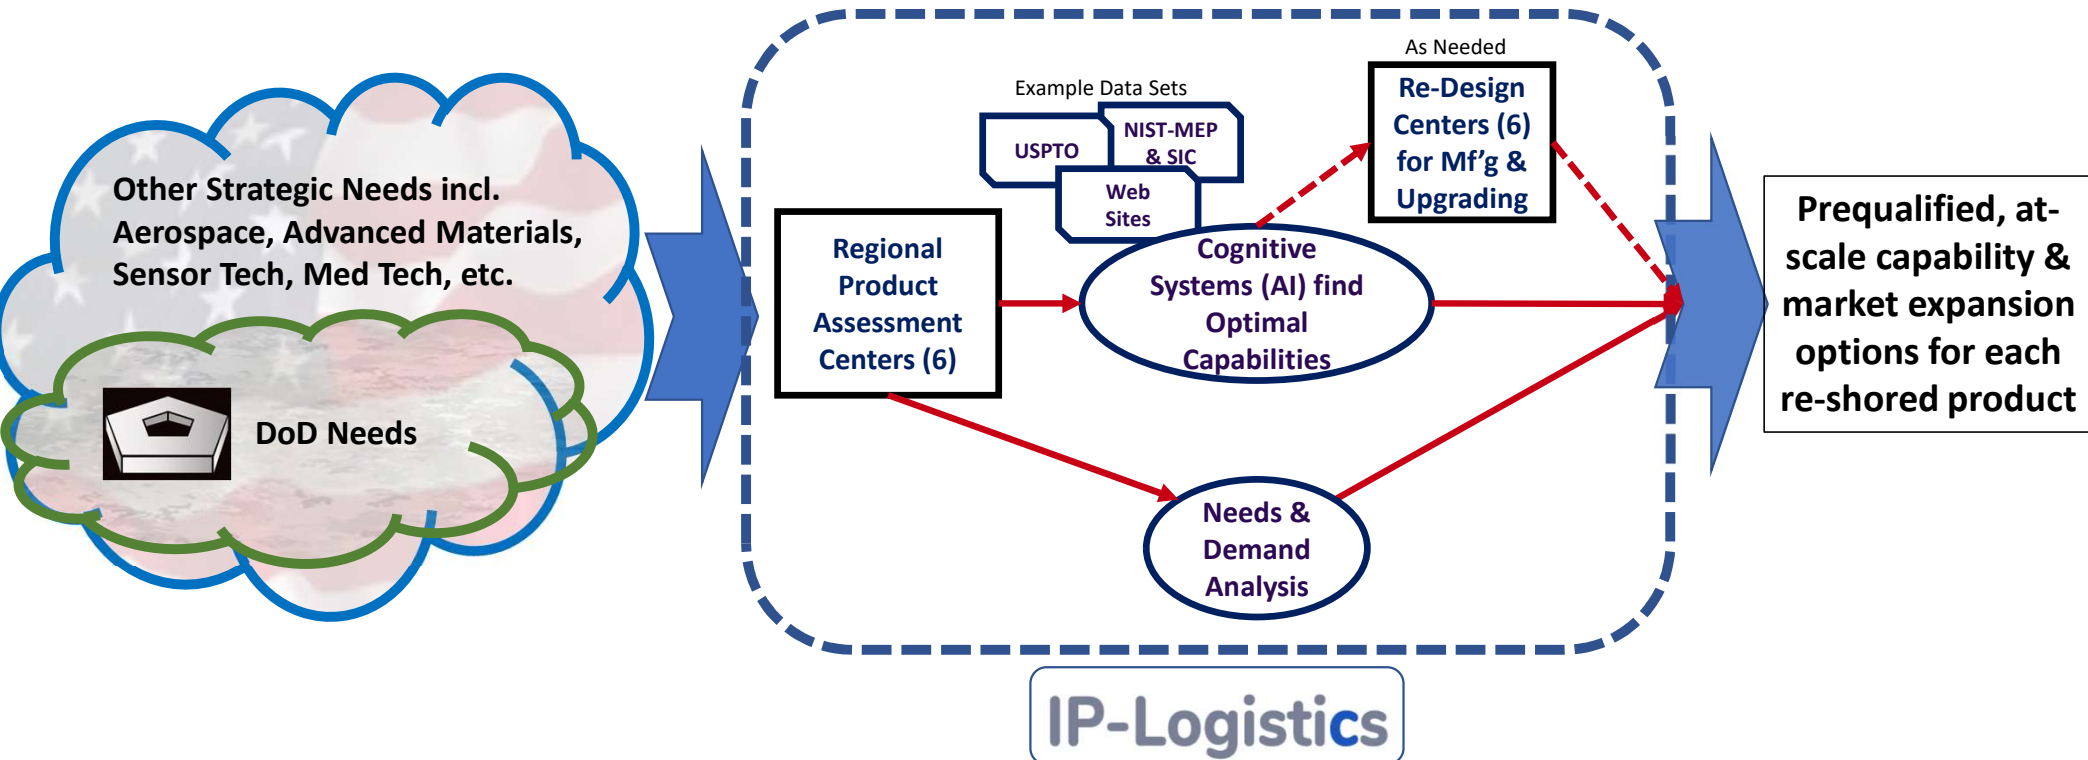 Other Strategic Needs incl.
Aerospace, Advanced Materials,
Sensor Tech, Med Tech, etc.
DoD Needs
Example Data Sets
USPTO
NIST-MEP
& SIC
Web
Sites
As Needed
Re-Design
Centers (6)
for Mf'g &
Upgrading
Regional
Product
Assessment
Centers (6)
Cognitive
Systems (AI) find
Optimal
Capabilities
Needs &
Demand
Analysis
Prequalified, at-
scale capability &
market expansion
options for each
re-shored product
IP-Logistics